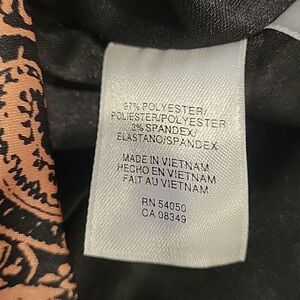 97% POLYESTER/
POLIESTER/POLYESTER
3% SPANDEX/
ELASTANO/SPANDEX
MADE IN VIETNAM
HECHO EN VIETNAM
FAIT AU VIETNAM
RN 54050
CA 08349